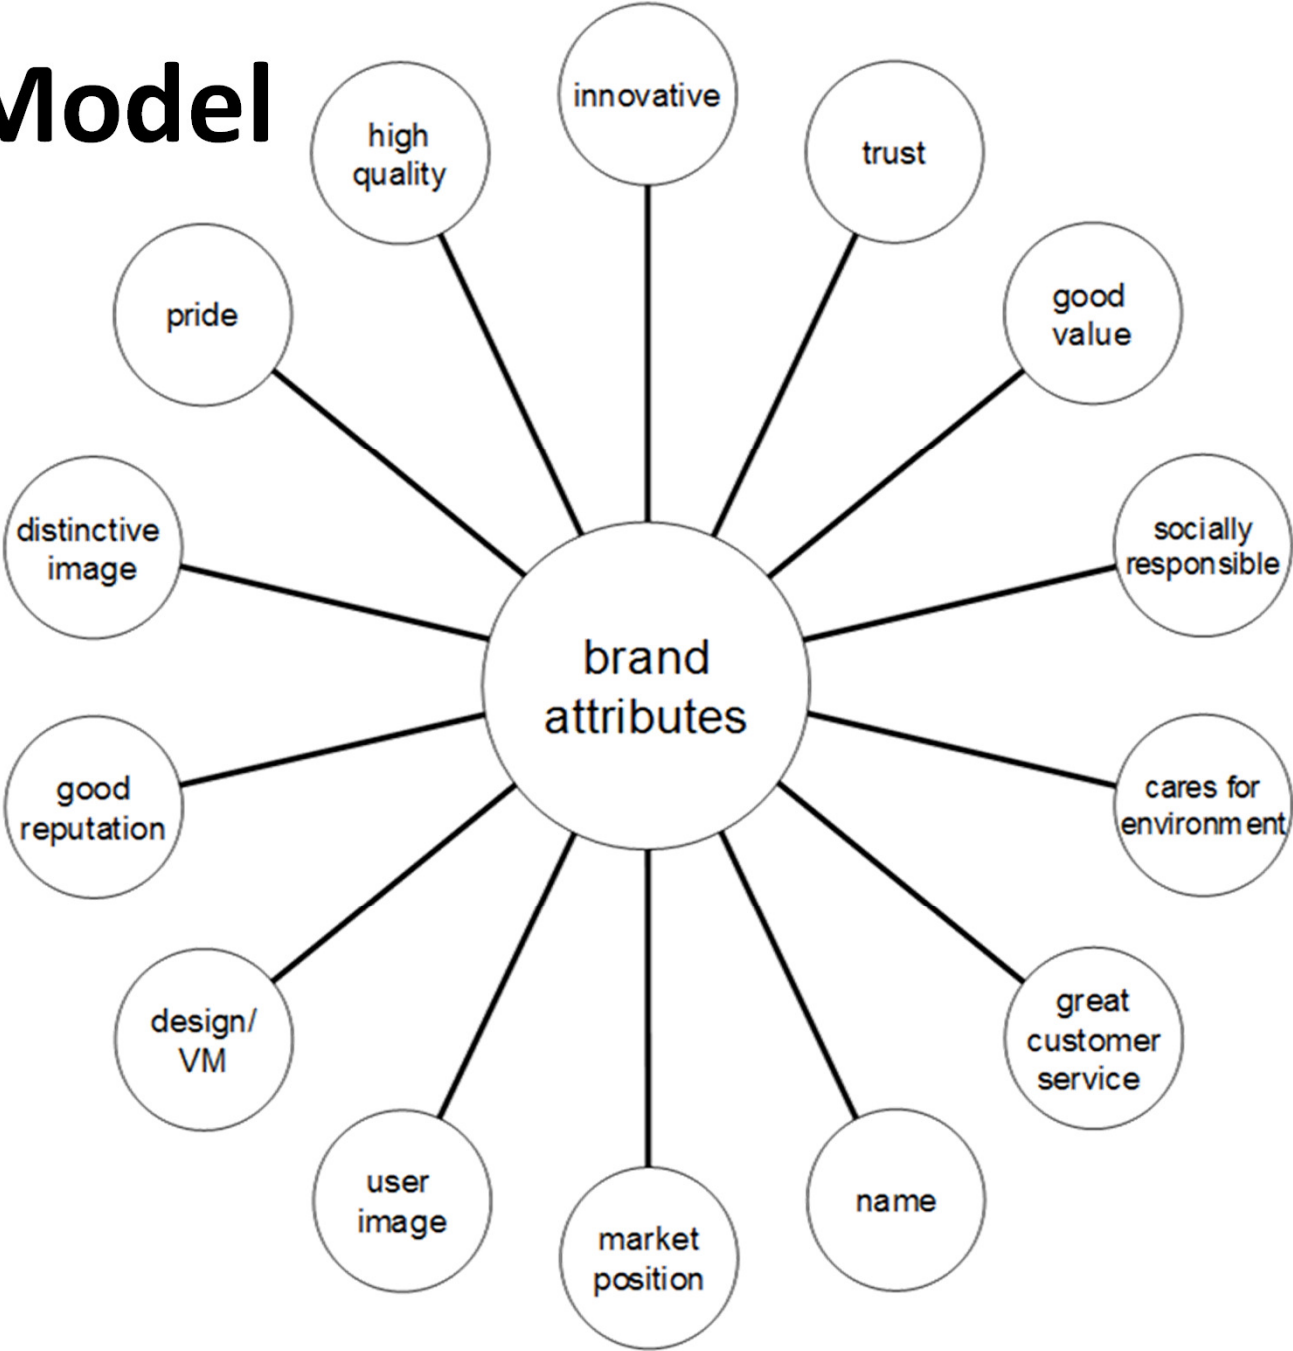 Model
innovative
trust
high
quality
good
value
pride
socially
responsible
distinctive
image
brand
attributes
cares for
environment
good
reputation
great
customer
service
design/
VM
name
user
image
market
position